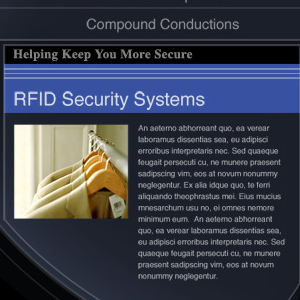 Compound Conductions
Helping Keep You More Secure
RFID Security Systems
An aeterno abhorreant quo, ea verear
laboramus dissentias sea, eu adipisci
erroribus interpretaris nec. Sed quaeque
feugait persecuti cu, ne munere praesent
sadipscing vim, eos at novum nonummy
neglegentur. Ex alia idque quo, te ferri
aliquando theophrastus mei. Eius mucius
mnesarchum usu no, ei omnes nemore
minimum eum. An aeterno abhorreant
quo, ea verear laboramus dissentias sea,
eu adipisci erroribus interpretaris nec. Sed
quaeque feugait persecuti cu, ne munere
praesent sadipscing vim, eos at novum
nonummy neglegentur.